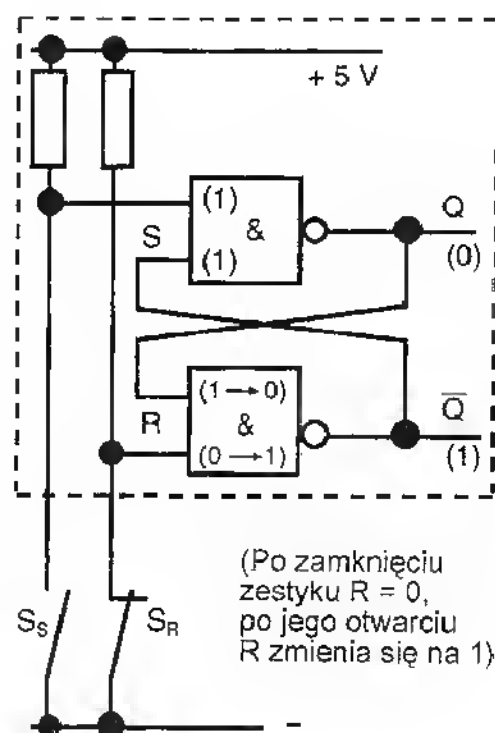 + 5 V
(1)
&
Q
(0)
S
(1)
(1→0)
R
&
(0→1)
Q̅
(1)
(Po zamknięciu
zestyku R = 0,
po jego otwarciu
R zmienia się na 1)
S_S
S_R
–